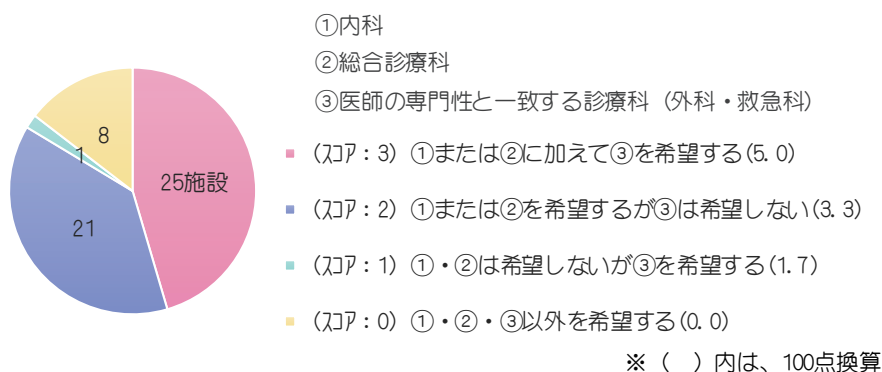 ①内科
②総合診療科
③医師の専門性と一致する診療科（外科・救急科）
8
1
25施設
21
（ｽｺｱ：3）①または②に加えて③を希望する(5.0)
（ｽｺｱ：2）①または②を希望するが③は希望しない(3.3)
（ｽｺｱ：1）①・②は希望しないが③を希望する(1.7)
（ｽｺｱ：0）①・②・③以外を希望する(0.0)
※（　）内は、100点換算